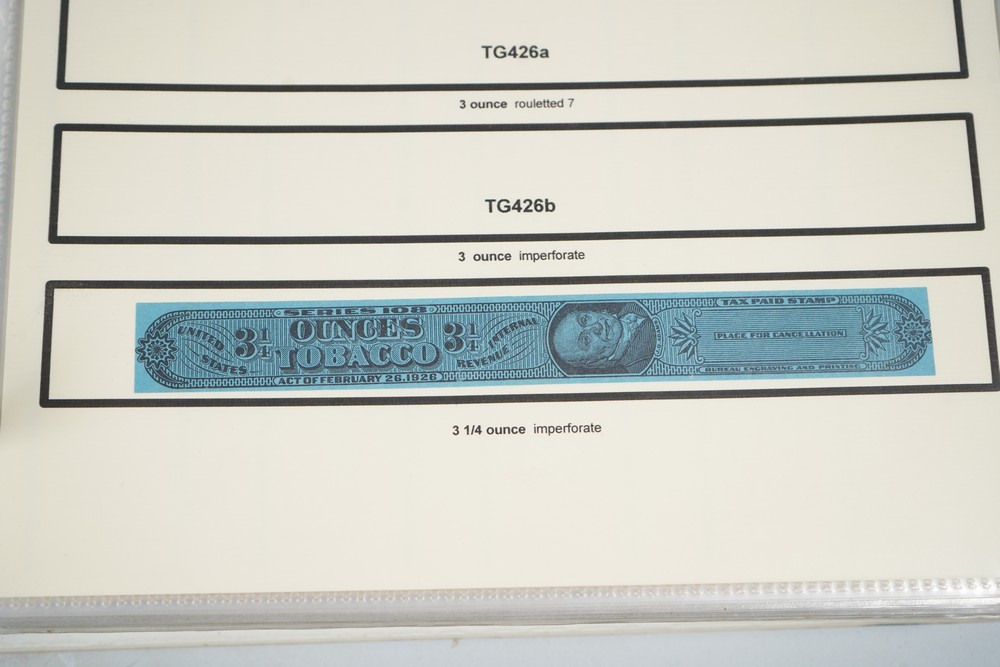 TG426a
3 ounce rouletted 7
TG426b
3 ounce imperforate
SERIES 108
TAX PAID STAMP
UNITED STATES
3 1/4
OUNCES
TOBACCO
3 1/4
INTERNAL REVENUE
PLACE FOR CANCELLATION
ACT OF FEBRUARY 26, 1926
BUREAU ENGRAVING AND PRINTING
3 1/4 ounce imperforate